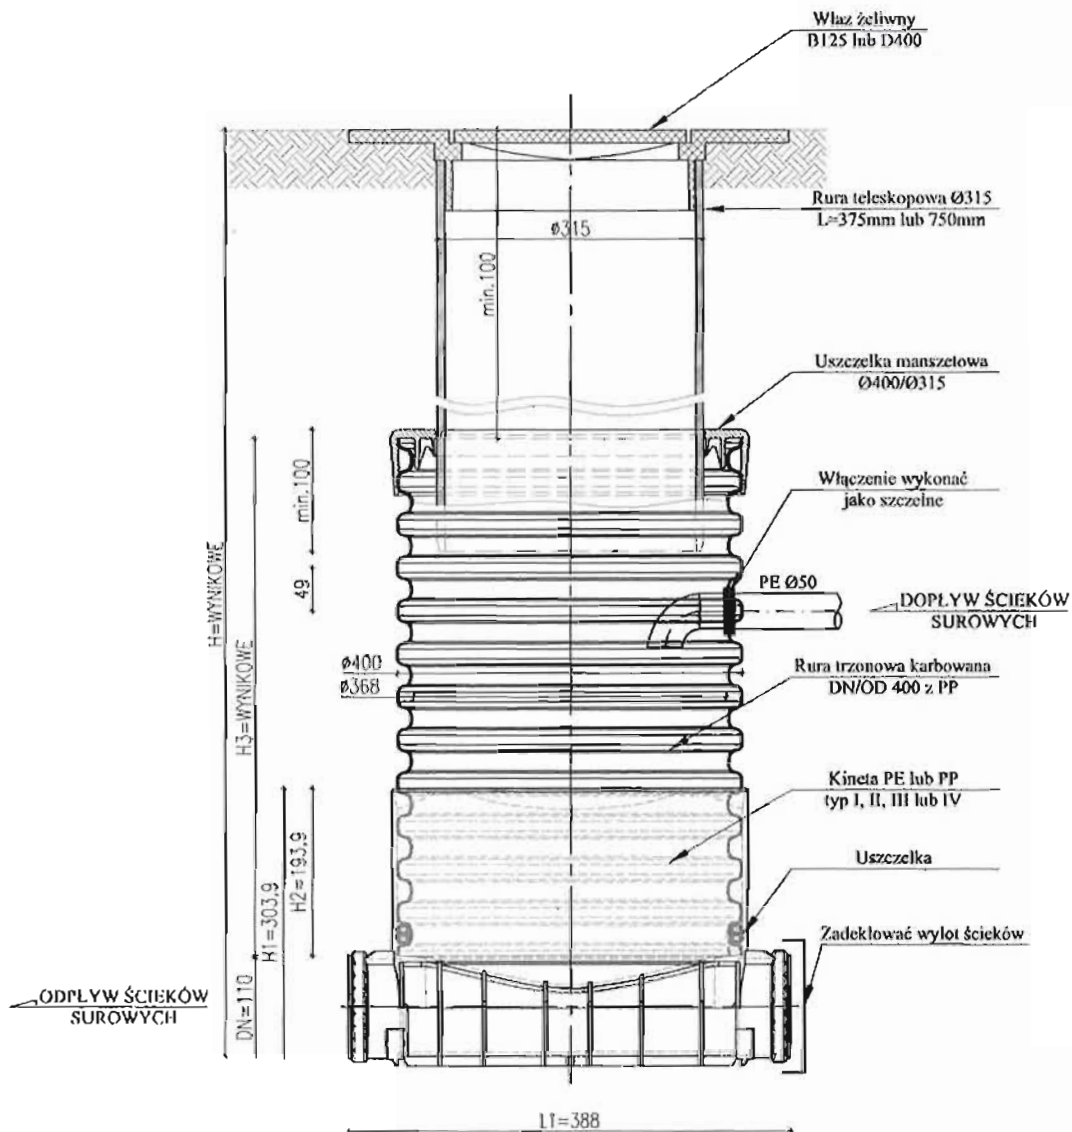 Właz żeliwny
B125 lub D400
Rura teleskopowa Ø315
L=375mm lub 750mm
ø315
min.100
Uszczelka manszetowa
Ø400/Ø315
min.100
Włączenie wykonać
jako szczelne
H=WYNIKOWE
49
PE Ø50
DOPŁYW ŚCIEKÓW
SUROWYCH
H3=WYNIKOWE
ø400
ø368
Rura trzonowa karbowana
DN/OD 400 z PP
Kineta PE lub PP
typ I, II, III lub IV
H2=193,9
H1=303,9
Uszczelka
Zadeklować wylot ścieków
ODPŁYW ŚCIEKÓW
SUROWYCH
DN=110
L1=388